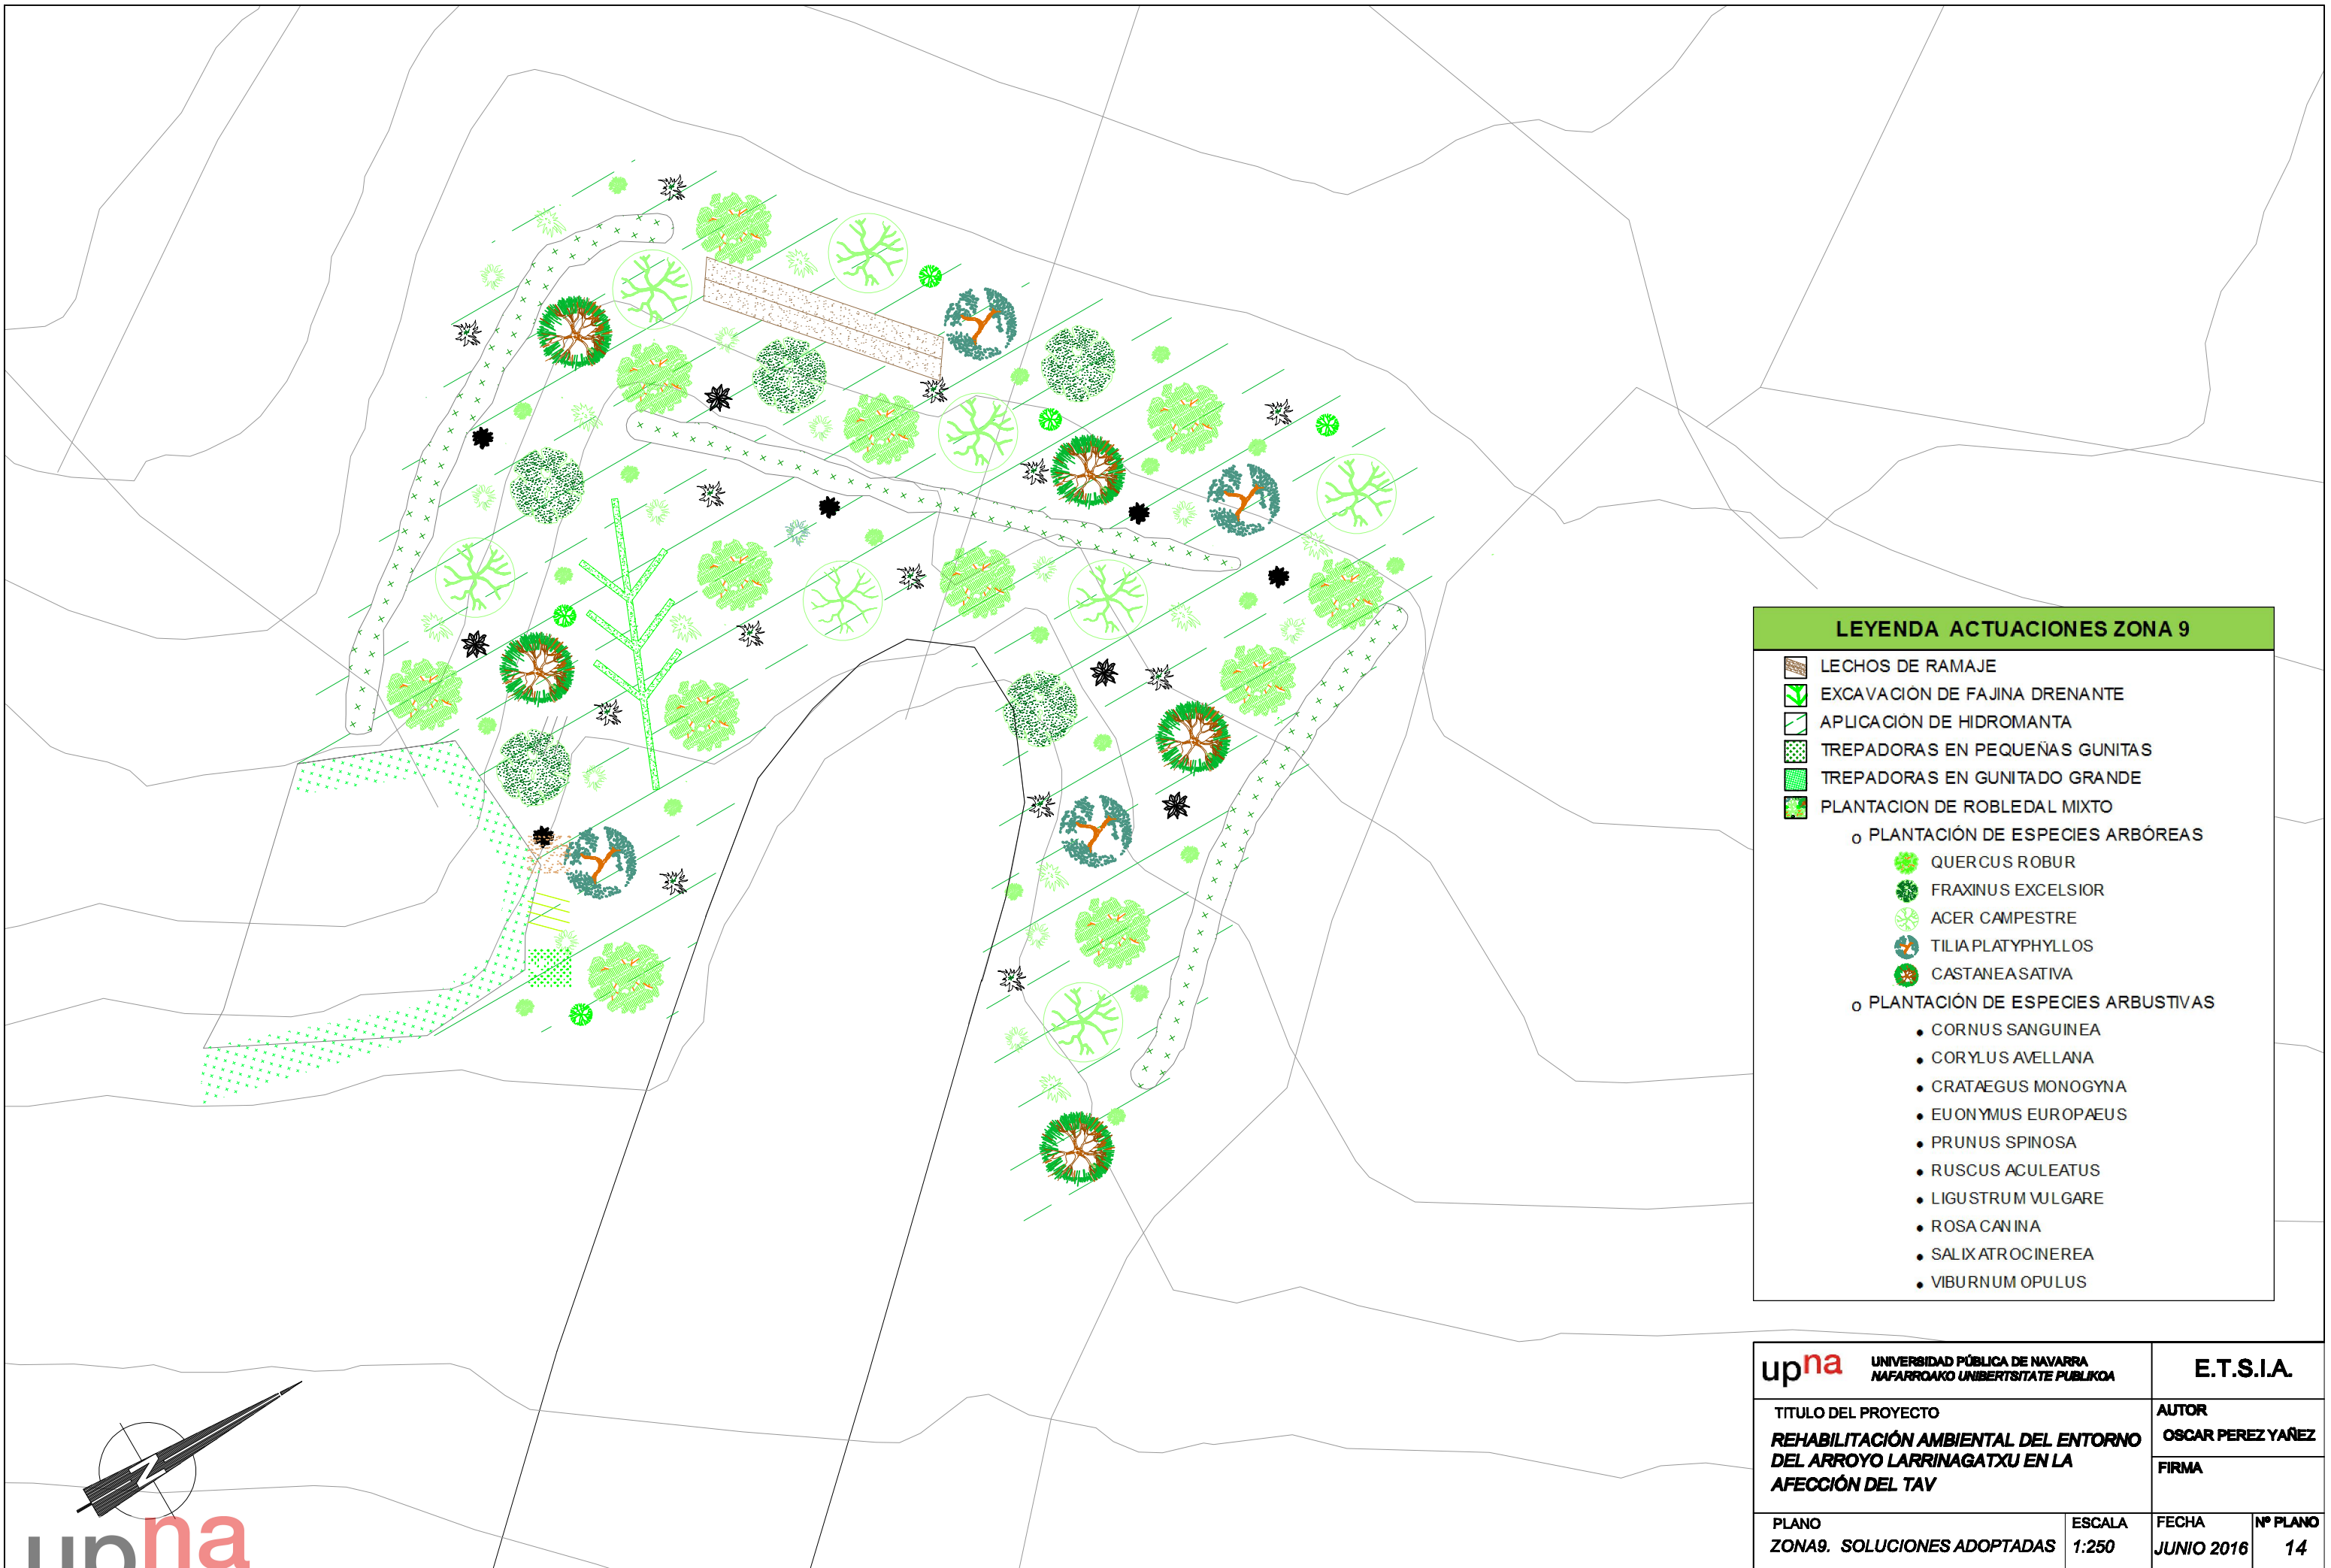 LEYENDA ACTUACIONES ZONA 9
LECHOS DE RAMAJE
EXCAVACIÓN DE FAJINA DRENANTE
APLICACIÓN DE HIDROMANTA
TREPADORAS EN PEQUEÑAS GUNITAS
TREPADORAS EN GUNITADO GRANDE
PLANTACION DE ROBLEDAL MIXTO
o PLANTACIÓN DE ESPECIES ARBÓREAS
QUERCUS ROBUR
FRAXINUS EXCELSIOR
ACER CAMPESTRE
TILIA PLATYPHYLLOS
CASTANEA SATIVA
o PLANTACIÓN DE ESPECIES ARBUSTIVAS
• CORNUS SANGUINEA
• CORYLUS AVELLANA
• CRATAEGUS MONOGYNA
• EUONYMUS EUROPAEUS
• PRUNUS SPINOSA
• RUSCUS ACULEATUS
• LIGUSTRUM VULGARE
• ROSA CANINA
• SALIX ATROCINEREA
• VIBURNUM OPULUS
upna
UNIVERSIDAD PÚBLICA DE NAVARRA
NAFARROAKO UNIBERTSITATE PUBLIKOA
E.T.S.I.A.
TITULO DEL PROYECTO
REHABILITACIÓN AMBIENTAL DEL ENTORNO
DEL ARROYO LARRINAGATXU EN LA
AFECCIÓN DEL TAV
AUTOR
OSCAR PEREZ YAÑEZ
FIRMA
PLANO
ZONA9. SOLUCIONES ADOPTADAS
ESCALA
1:250
FECHA
JUNIO 2016
Nº PLANO
14
N
upna